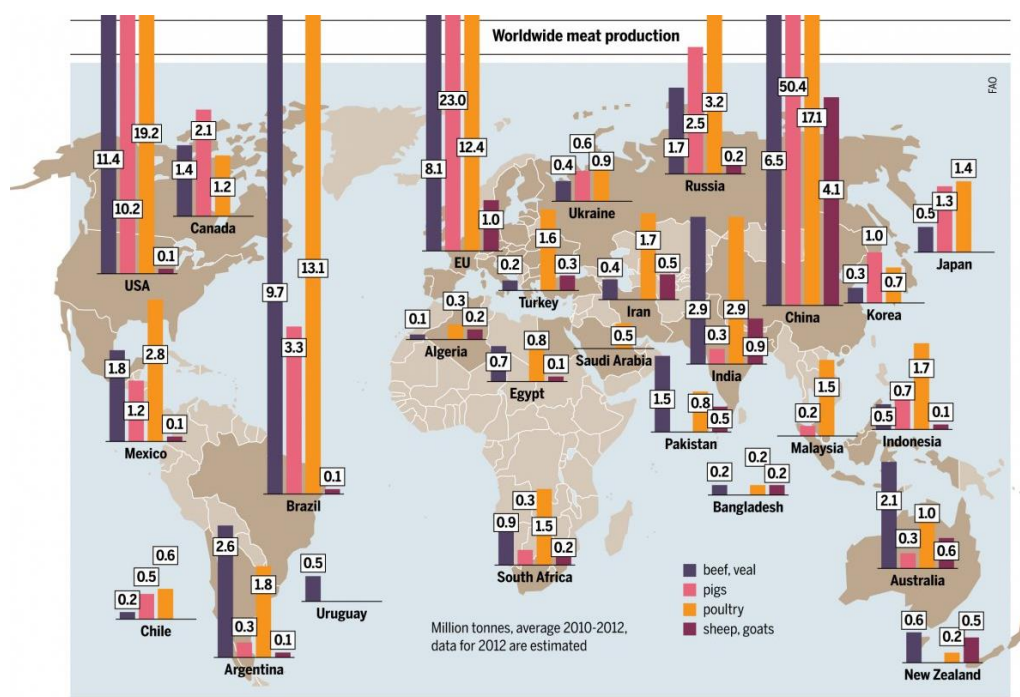 Worldwide meat production
FAO
11.4
10.2
19.2
0.1
USA
1.4
2.1
1.2
Canada
1.8
1.2
2.8
0.1
Mexico
9.7
3.3
13.1
0.1
Brazil
0.2
0.5
0.6
Chile
2.6
0.3
1.8
0.1
Argentina
0.5
Uruguay
8.1
23.0
12.4
1.0
EU
0.4
0.6
0.9
Ukraine
1.7
2.5
3.2
0.2
Russia
0.2
1.6
0.3
Turkey
0.4
1.7
0.5
Iran
0.1
0.3
0.2
Algeria
0.7
0.8
0.1
Egypt
0.5
Saudi Arabia
0.9
0.3
1.5
0.2
South Africa
6.5
50.4
17.1
4.1
China
0.3
1.0
0.7
Korea
0.5
1.3
1.4
Japan
2.9
0.3
2.9
0.9
India
1.5
0.8
0.5
Pakistan
0.2
0.2
0.2
Bangladesh
0.2
1.5
Malaysia
0.5
0.7
1.7
0.1
Indonesia
2.1
0.3
1.0
0.6
Australia
0.6
0.2
0.5
New Zealand
beef, veal
pigs
poultry
sheep, goats
Million tonnes, average 2010-2012,
data for 2012 are estimated